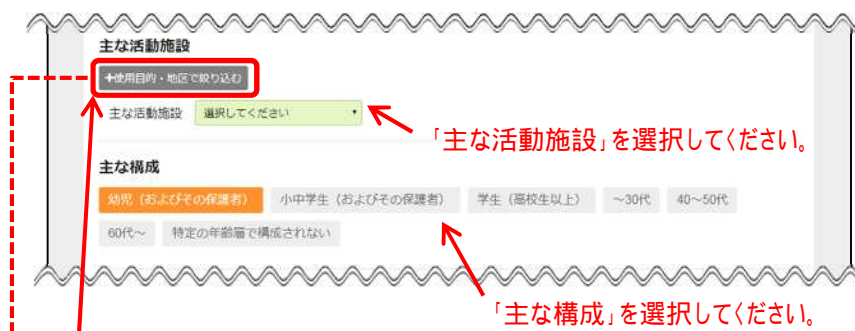 主な活動施設
+使用目的・地区で絞り込む
主な活動施設 選択してください
「主な活動施設」を選択してください。
主な構成
幼児（およびその保護者） 小中学生（およびその保護者） 学生（高校生以上） ～30代 40～50代
60代～ 特定の年齢層で構成されない
「主な構成」を選択してください。